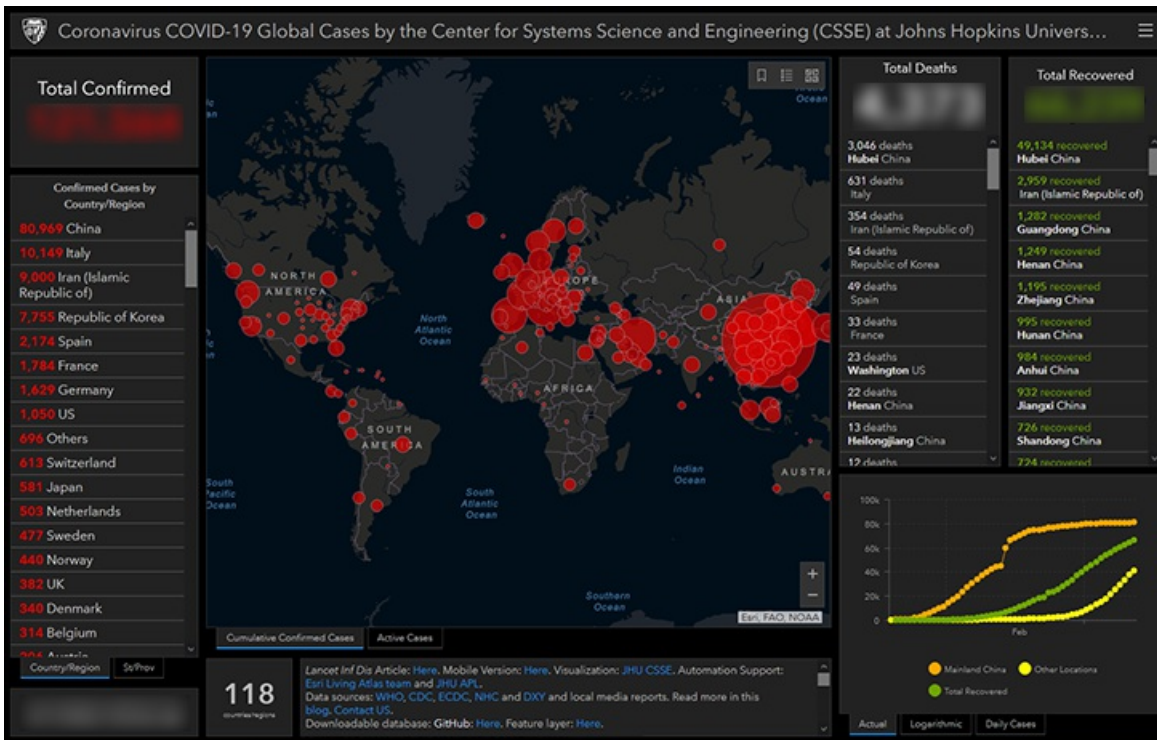 Coronavirus COVID-19 Global Cases by the Center for Systems Science and Engineering (CSSE) at Johns Hopkins Univers...
Total Confirmed
Confirmed Cases by
Country/Region
80,969 China
10,149 Italy
9,000 Iran (Islamic
Republic of)
7,755 Republic of Korea
2,174 Spain
1,784 France
1,629 Germany
1,050 US
696 Others
613 Switzerland
581 Japan
503 Netherlands
477 Sweden
440 Norway
382 UK
340 Denmark
314 Belgium
Country/Region
St/Prov
Ocean
NORTH
AMERICA
North
Atlantic
Ocean
EUROPE
ASIA
AFRICA
SOUTH
AMERICA
South
Pacific
Ocean
South
Atlantic
Ocean
Indian
Ocean
AUSTRA
Southern
Ocean
+
−
Esri, FAO, NOAA
Cumulative Confirmed Cases
Active Cases
118
countries/regions
Lancet Inf Dis Article: Here. Mobile Version: Here. Visualization: JHU CSSE. Automation Support:
Esri Living Atlas team and JHU APL.
Data sources: WHO, CDC, ECDC, NHC and DXY and local media reports. Read more in this
blog. Contact US.
Downloadable database: GitHub: Here. Feature layer: Here.
Total Deaths
3,046 deaths
Hubei China
631 deaths
Italy
354 deaths
Iran (Islamic Republic of)
54 deaths
Republic of Korea
49 deaths
Spain
33 deaths
France
23 deaths
Washington US
22 deaths
Henan China
13 deaths
Heilongjiang China
12 deaths
Total Recovered
49,134 recovered
Hubei China
2,959 recovered
Iran (Islamic Republic of)
1,282 recovered
Guangdong China
1,249 recovered
Henan China
1,195 recovered
Zhejiang China
995 recovered
Hunan China
984 recovered
Anhui China
932 recovered
Jiangxi China
726 recovered
Shandong China
724 recovered
100k
80k
60k
40k
20k
0
Feb
Mainland China
Other Locations
Total Recovered
Actual
Logarithmic
Daily Cases